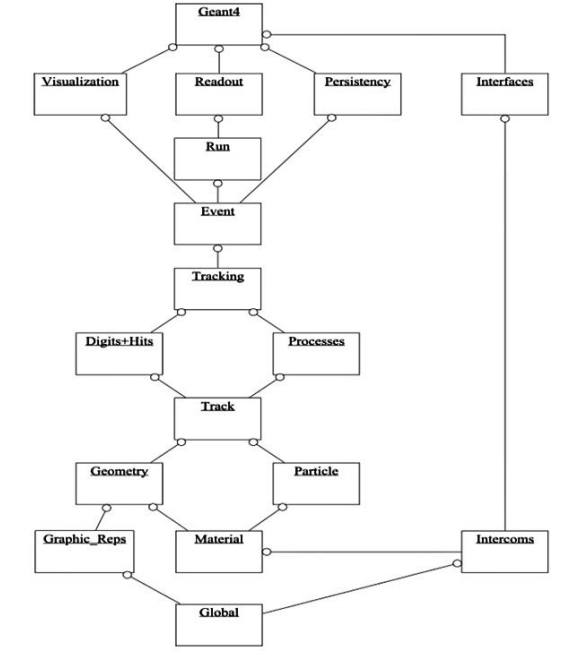 Geant4
Visualization
Readout
Persistency
Interfaces
Run
Event
Tracking
Digits+Hits
Processes
Track
Geometry
Particle
Graphic_Reps
Material
Intercoms
Global